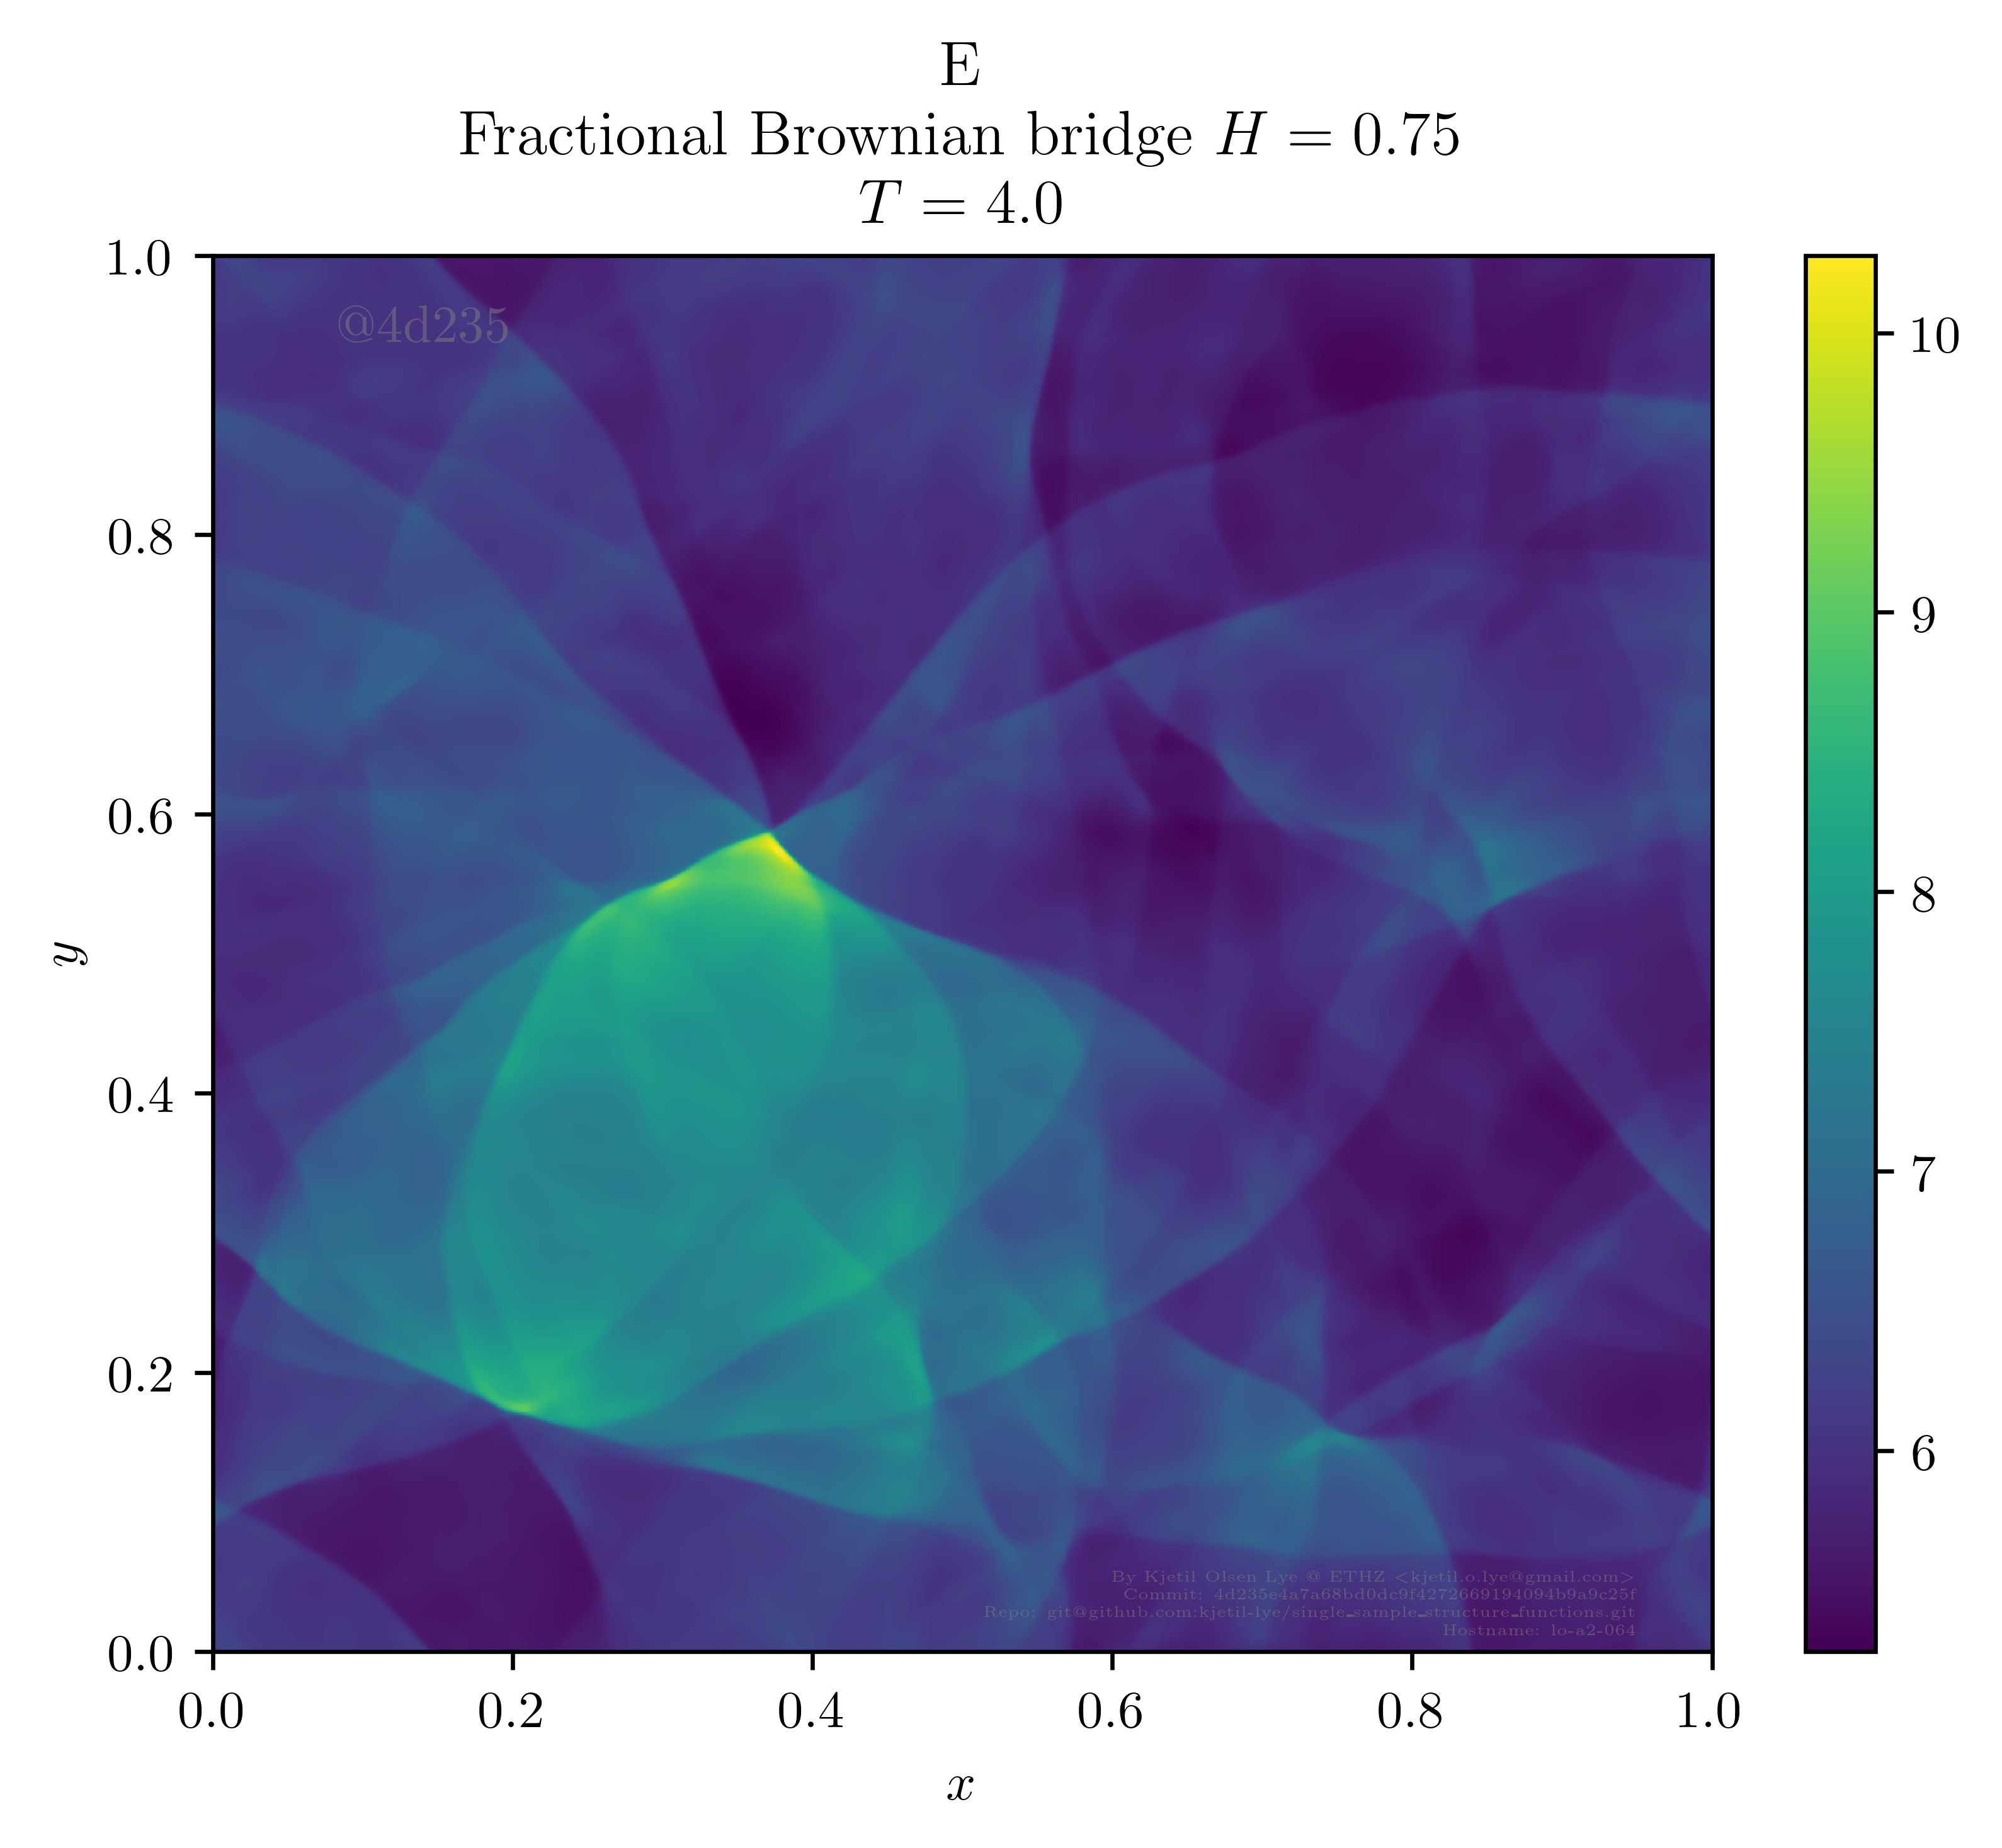 E
Fractional Brownian bridge H = 0.75
T = 4.0
1.0
0.8
0.6
0.4
0.2
0.0
y
@4d235
By Kjetil Olsen Lye @ ETHZ <kjetil.o.lye@gmail.com>
Commit: 4d235e4a7a68bd0dc9f4272669194094b9a9c25f
Repo: git@github.com:kjetil-lye/single_sample_structure_functions.git
Hostname: lo-a2-064
0.0 0.2 0.4 0.6 0.8 1.0
x
10
9
8
7
6